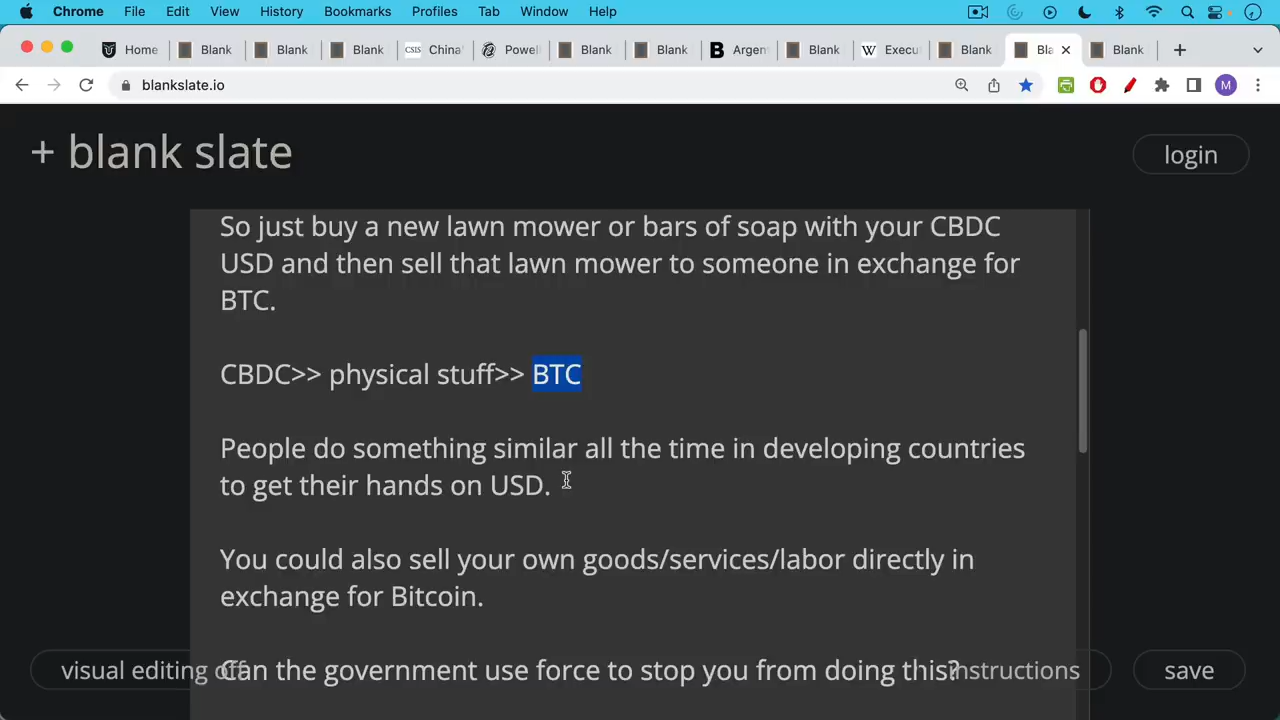 Chrome File Edit View History Bookmarks Profiles Tab Window Help
Home Blank Blank Blank CSIS China' Powell Blank Blank B Argen Blank W Execu Blank Bla Blank
blankslate.io M
+ blank slate
login
So just buy a new lawn mower or bars of soap with your CBDC
USD and then sell that lawn mower to someone in exchange for
BTC.
CBDC>> physical stuff>> BTC
People do something similar all the time in developing countries
to get their hands on USD.
You could also sell your own goods/services/labor directly in
exchange for Bitcoin.
visual editing off Can the government use force to stop you from doing this? instructions save